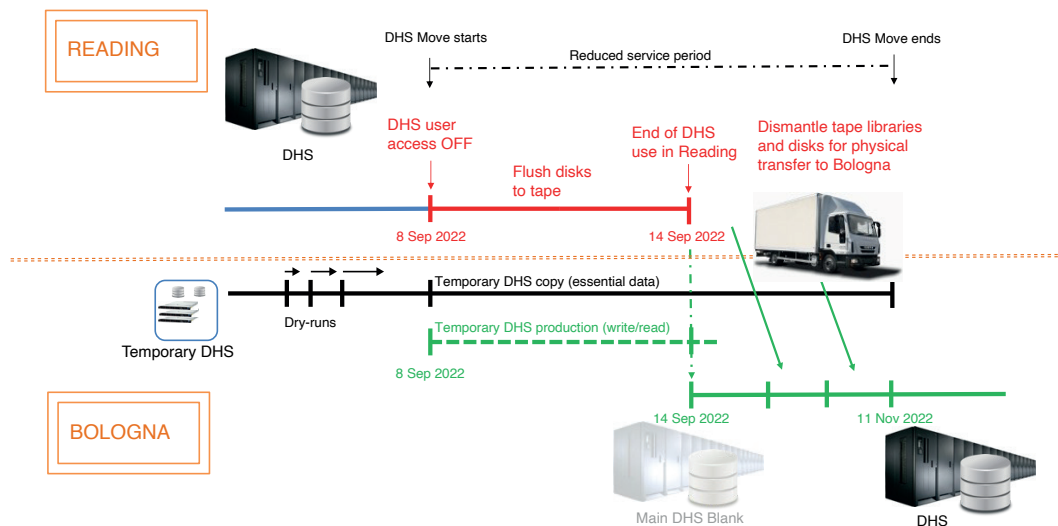 READING
DHS Move starts
Reduced service period
DHS Move ends
DHS
DHS user
access OFF
Flush disks
to tape
End of DHS
use in Reading
Dismantle tape libraries
and disks for physical
transfer to Bologna
8 Sep 2022
14 Sep 2022
Temporary DHS copy (essential data)
Dry-runs
Temporary DHS
Temporary DHS production (write/read)
8 Sep 2022
14 Sep 2022
11 Nov 2022
BOLOGNA
Main DHS Blank
DHS